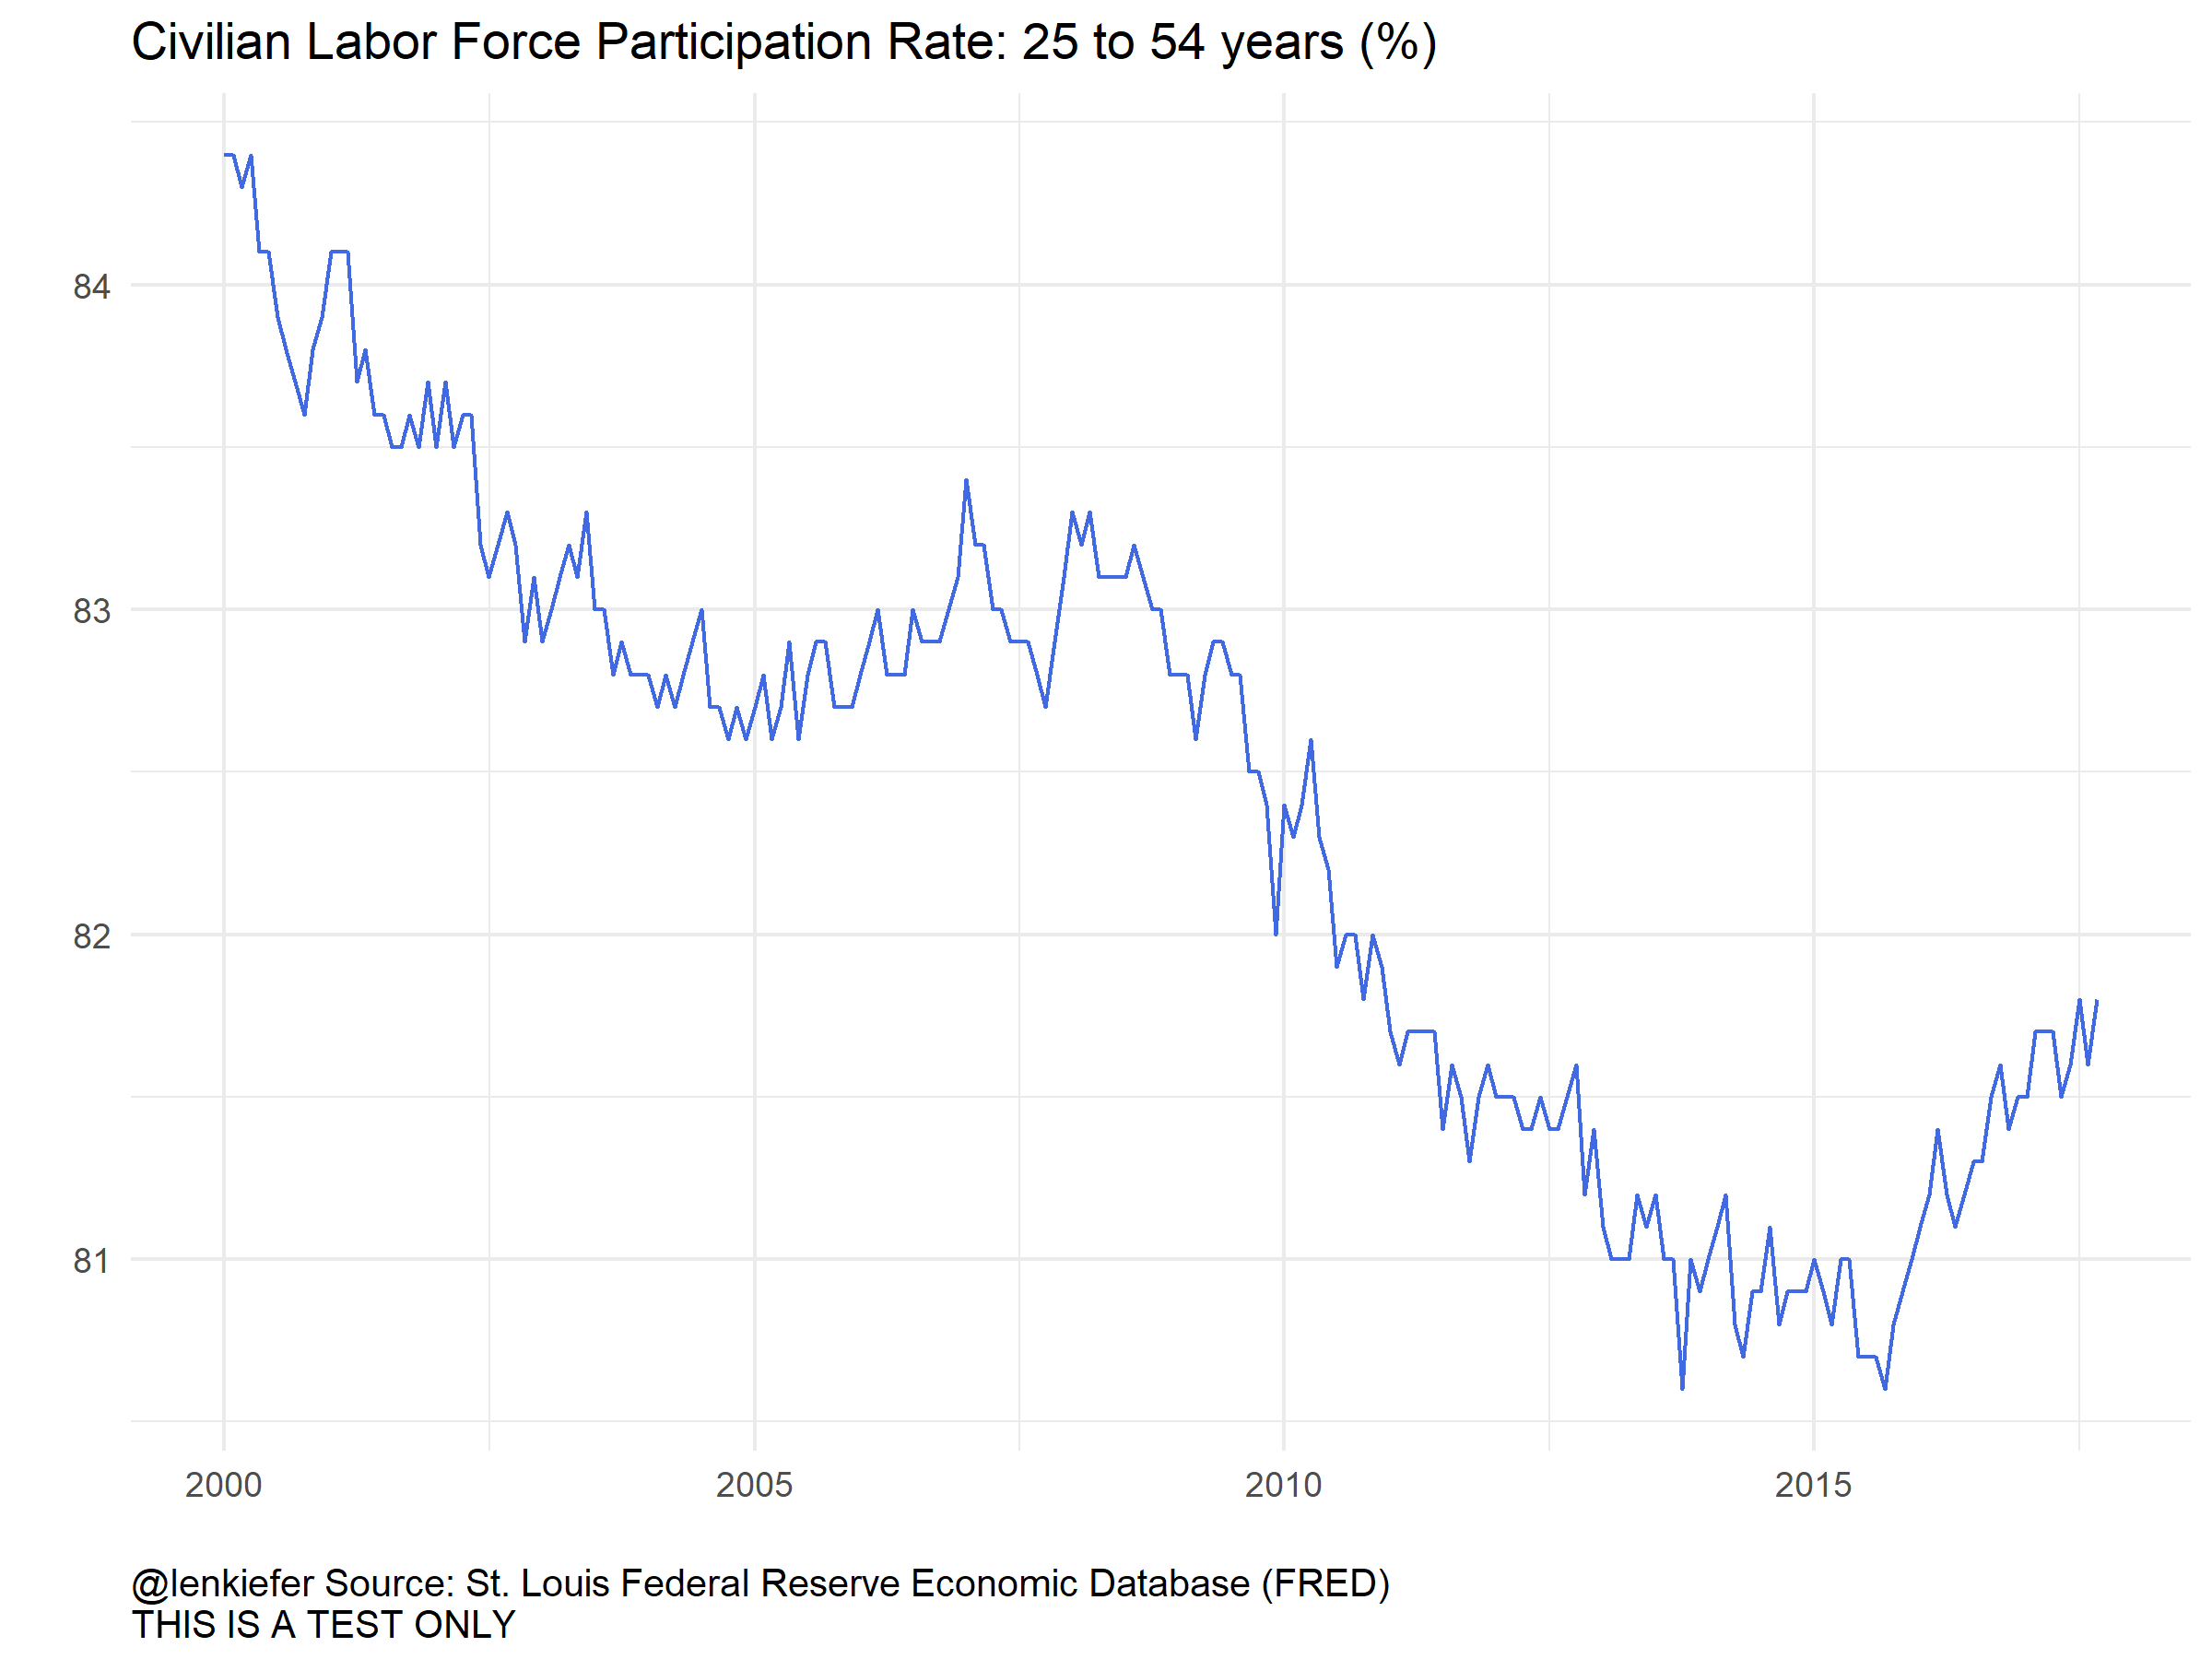 Civilian Labor Force Participation Rate: 25 to 54 years (%)
84
83
82
81
2000 2005 2010 2015
@lenkiefer Source: St. Louis Federal Reserve Economic Database (FRED)
THIS IS A TEST ONLY